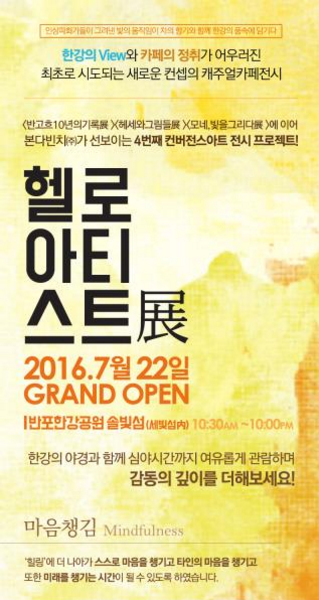 인상파화가들이 그려낸 빛의 움직임이 차의 향기와 함께 한강의 품속에 담기다
한강의 View와 카페의 정취가 어우러진
최초로 시도되는 새로운 컨셉의 캐주얼카페전시
<반고흐10년의기록展><헤세와그림들展><모네,빛을그리다展>에 이어
본다빈치㈜가 선보이는 4번째 컨버전스아트 전시 프로젝트!
헬로
아티
스트展
2016.7월 22일
GRAND OPEN
반포한강공원 솔빛섬(세빛섬內) 10:30AM ~10:00PM
한강의 야경과 함께 심야시간까지 여유롭게 관람하며
감동의 깊이를 더해보세요!
마음챙김 Mindfulness
'힐링'에 더 나아가 스스로 마음을 챙기고 타인의 마음을 챙기고
또한 미래를 챙기는 시간이 될 수 있도록 하였습니다.